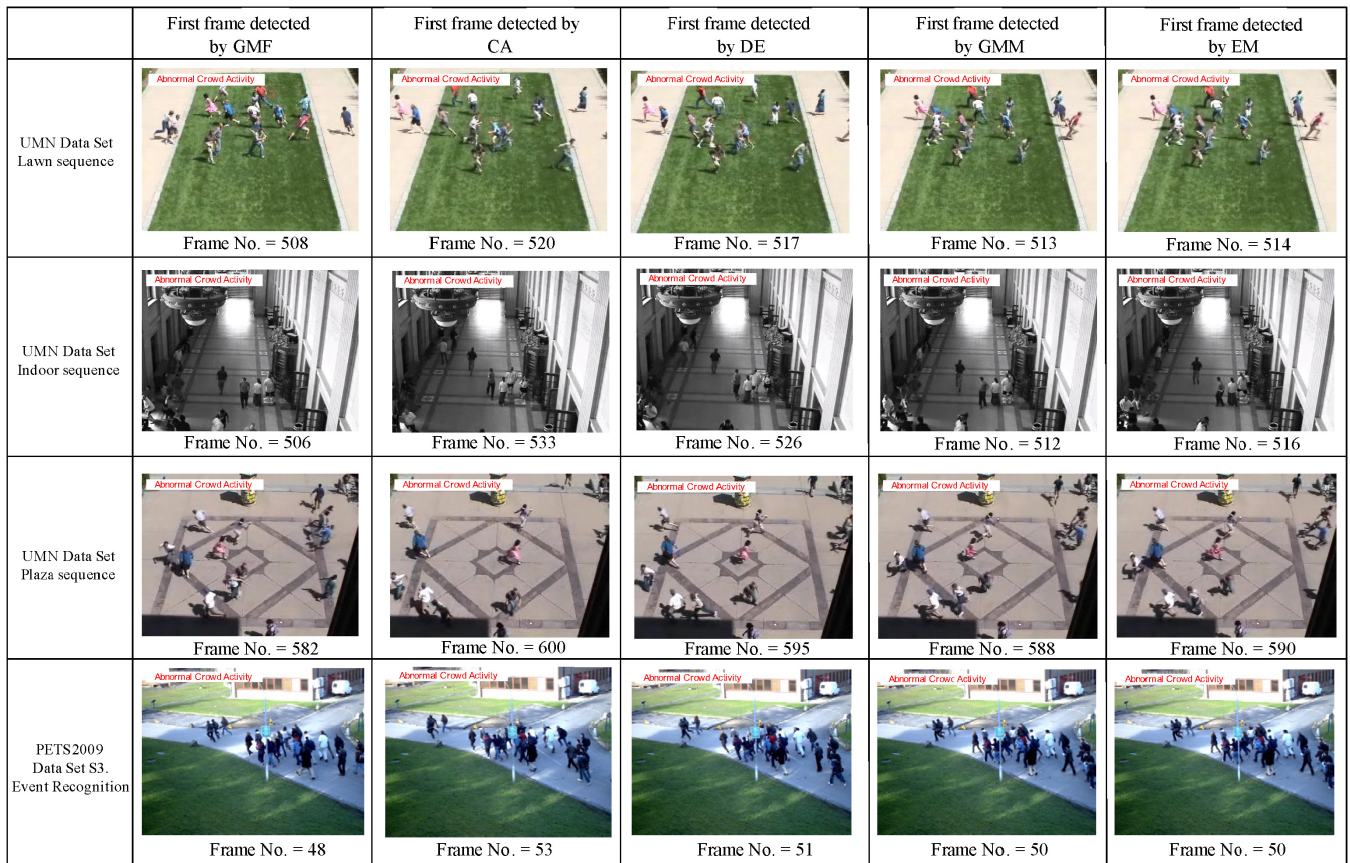 First frame detected
by GMF
First frame detected by
CA
First frame detected
by DE
First frame detected
by GMM
First frame detected
by EM
UMN Data Set
Lawn sequence
Abnormal Crowd Activity
Abnormal Crowd Activity
Abnormal Crowd Activity
Abnormal Crowd Activity
Abnormal Crowd Activity
Frame No. = 508
Frame No. = 520
Frame No. = 517
Frame No. = 513
Frame No. = 514
UMN Data Set
Indoor sequence
Abnormal Crowd Activity
Abnormal Crowd Activity
Abnormal Crowd Activity
Abnormal Crowd Activity
Abnormal Crowd Activity
Frame No. = 506
Frame No. = 533
Frame No. = 526
Frame No. = 512
Frame No. = 516
UMN Data Set
Plaza sequence
Abnormal Crowd Activity
Abnormal Crowd Activity
Abnormal Crowd Activity
Abnormal Crowd Activity
Abnormal Crowd Activity
Frame No. = 582
Frame No. = 600
Frame No. = 595
Frame No. = 588
Frame No. = 590
PETS2009
Data Set S3.
Event Recognition
Abnormal Crowd Activity
Abnormal Crowd Activity
Abnormal Crowd Activity
Abnormal Crowd Activity
Abnormal Crowd Activity
Frame No. = 48
Frame No. = 53
Frame No. = 51
Frame No. = 50
Frame No. = 50